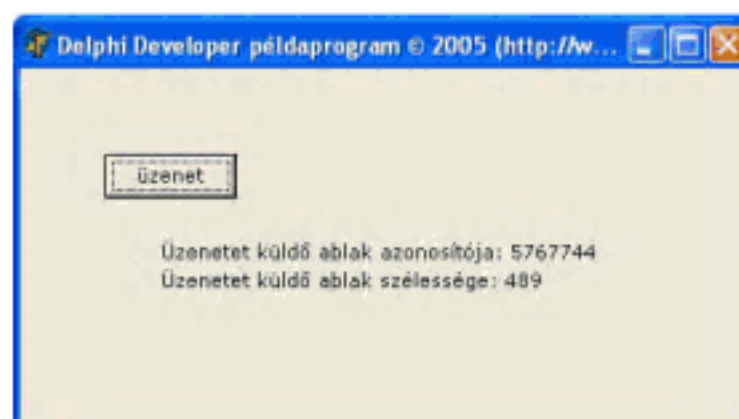 Delphi Developer példaprogram © 2005 (http://w...
üzenet
Üzenetet küldő ablak azonosítója: 5767744
Üzenetet küldő ablak szélessége: 489